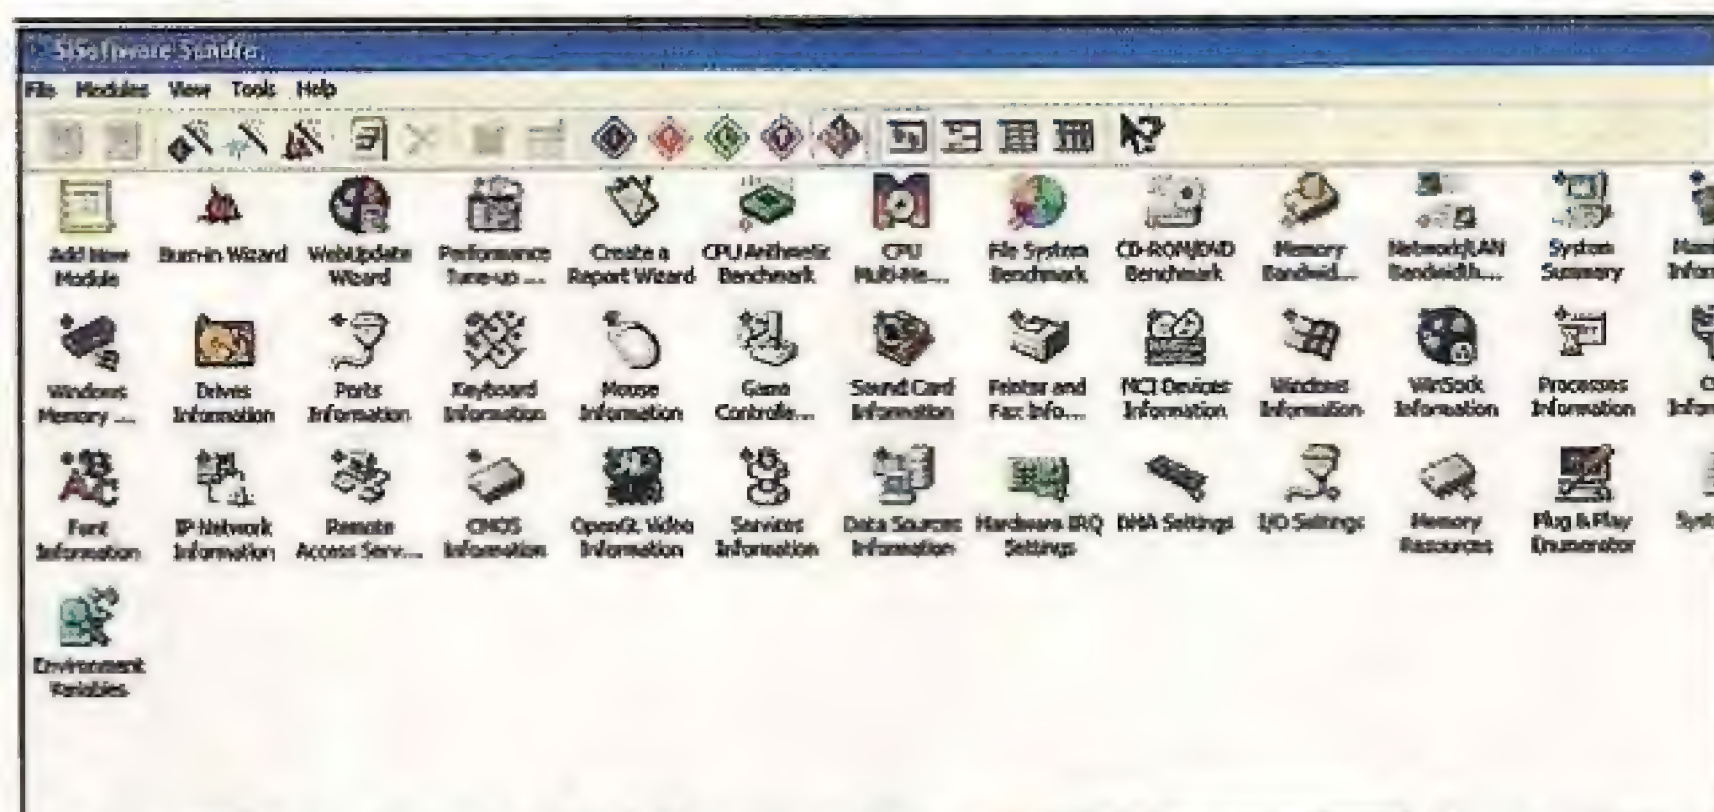 SiSoftware Sandra
File Modules View Tools Help
Add New Module
Burn-in Wizard
WebUpdate Wizard
Performance Tune-up ...
Create a Report Wizard
CPU Arithmetic Benchmark
CPU Multi-Me...
File System Benchmark
CD-ROM/DVD Benchmark
Memory Bandwid...
Network/LAN Bandwidth...
System Summary
Windows Memory ...
Drives Information
Ports Information
Keyboard Information
Mouse Information
Game Controlle...
Sound Card Information
Printer and Fax Info...
MCI Devices Information
Windows Information
WinSock Information
Processes Information
Font Information
IP Network Information
Remote Access Serv...
CMOS Information
OpenGL Video Information
Services Information
Data Sources Information
Hardware IRQ Settings
DMA Settings
I/O Settings
Memory Resources
Plug & Play Enumerator
Environment Variables